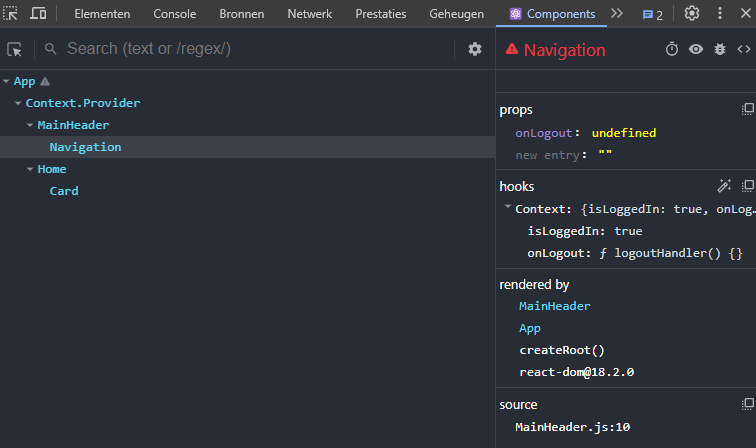 Elementen Console Bronnen Netwerk Prestaties Geheugen Components 2
Search (text or /regex/)
App
Context.Provider
MainHeader
Navigation
Home
Card
Navigation
props
onLogout: undefined
new entry: ""
hooks
Context: {isLoggedIn: true, onLog…
isLoggedIn: true
onLogout: ƒ logoutHandler() {}
rendered by
MainHeader
App
createRoot()
react-dom@18.2.0
source
MainHeader.js:10